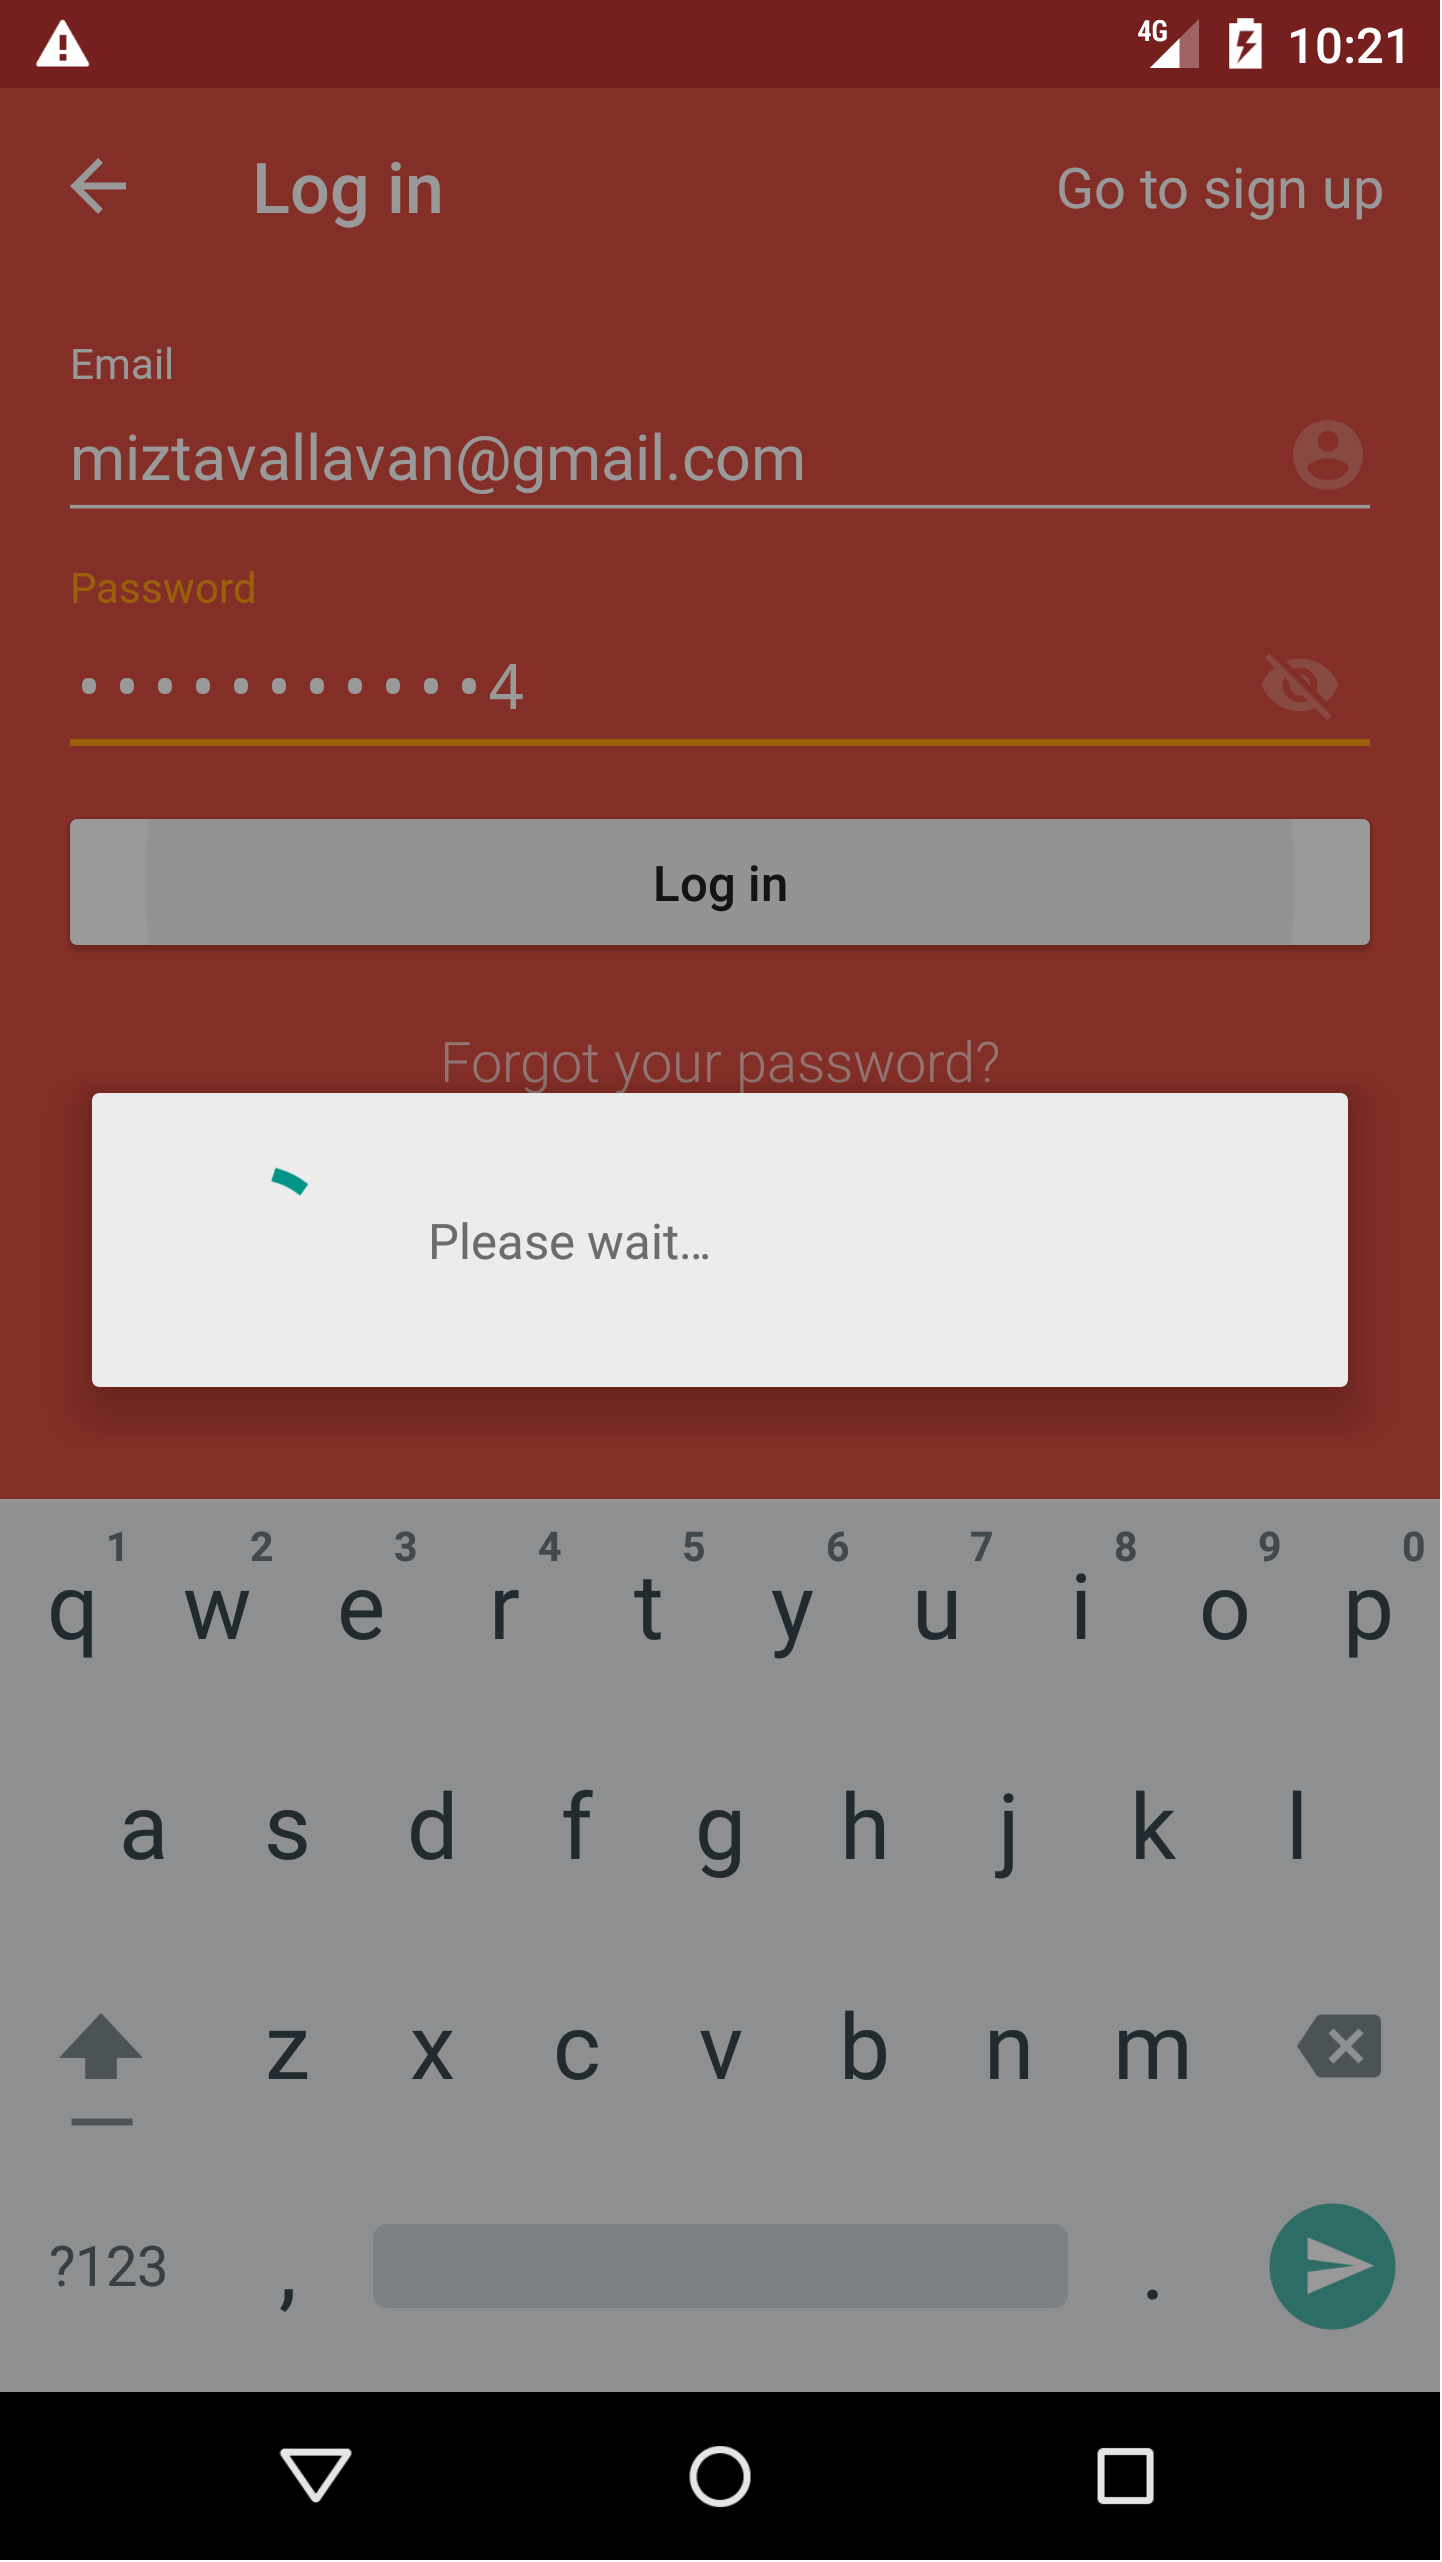 4G 10:21
Log in Go to sign up
Email
miztavallavan@gmail.com
Password
•••••••••••4
Log in
Forgot your password?
Please wait...
1 2 3 4 5 6 7 8 9 0
q w e r t y u i o p
a s d f g h j k l
z x c v b n m
?123 , .